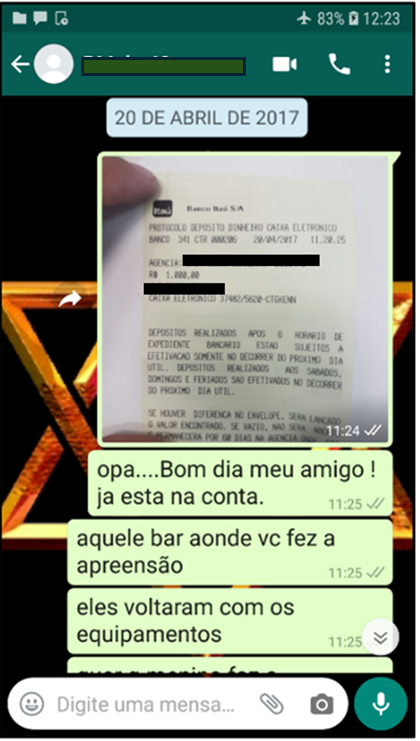 83% 12:23
20 DE ABRIL DE 2017
Itaú Banco Itaú S/A
PROTOCOLO DEPOSITO DINHEIRO CAIXA ELETRONICO
BANCO 341 CTR 000206 20/04/2017 11.20.25
AGENCIA:
R$ 1.000,00
CAIXA ELETRONICO 37482/5620-CTGKENN
DEPOSITOS REALIZADOS APOS O HORARIO DE
EXPEDIENTE BANCARIO ESTAO SUJEITOS A
EFETIVACAO SOMENTE NO DECORRER DO PROXIMO DIA
UTIL. DEPOSITOS REALIZADOS AOS SABADOS,
DOMINGOS E FERIADOS SAO EFETIVADOS NO DECORRER
DO PROXIMO DIA UTIL.
SE HOUVER DIFERENCA NO ENVELOPE, SERA LANCADO
O VALOR ENCONTRADO. SE VAZIO, NAO SERA
PERMANECERA POR 60 DIAS NA AGENCIA
11:24
opa....Bom dia meu amigo !
ja esta na conta.
11:25
aquele bar aonde vc fez a
apreensão
11:25
eles voltaram com os
equipamentos
11:25
Digite uma mensa...